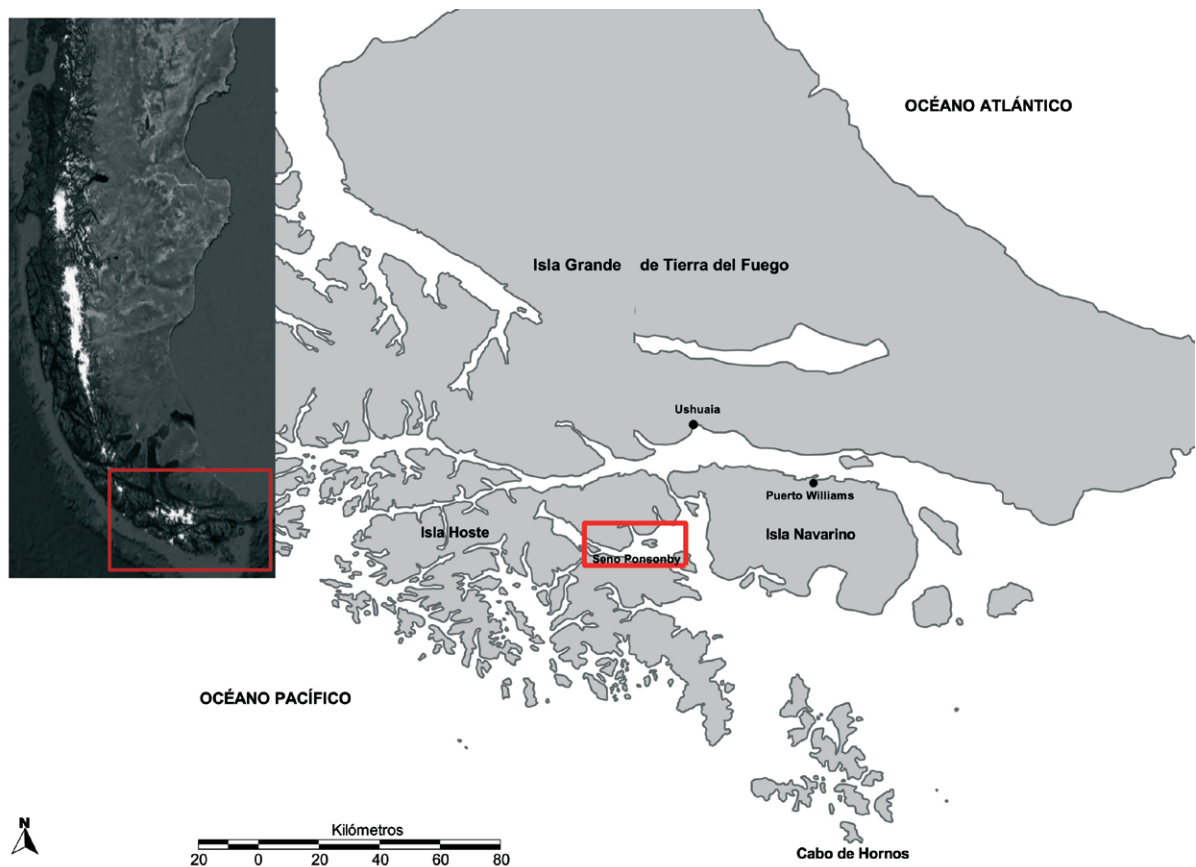 OCÉANO ATLÁNTICO
Isla Grande de Tierra del Fuego
Ushuaia
Puerto Williams
Isla Hoste
Isla Navarino
Seno Ponsonby
OCÉANO PACÍFICO
N
Kilómetros
20 0 20 40 60 80
Cabo de Hornos